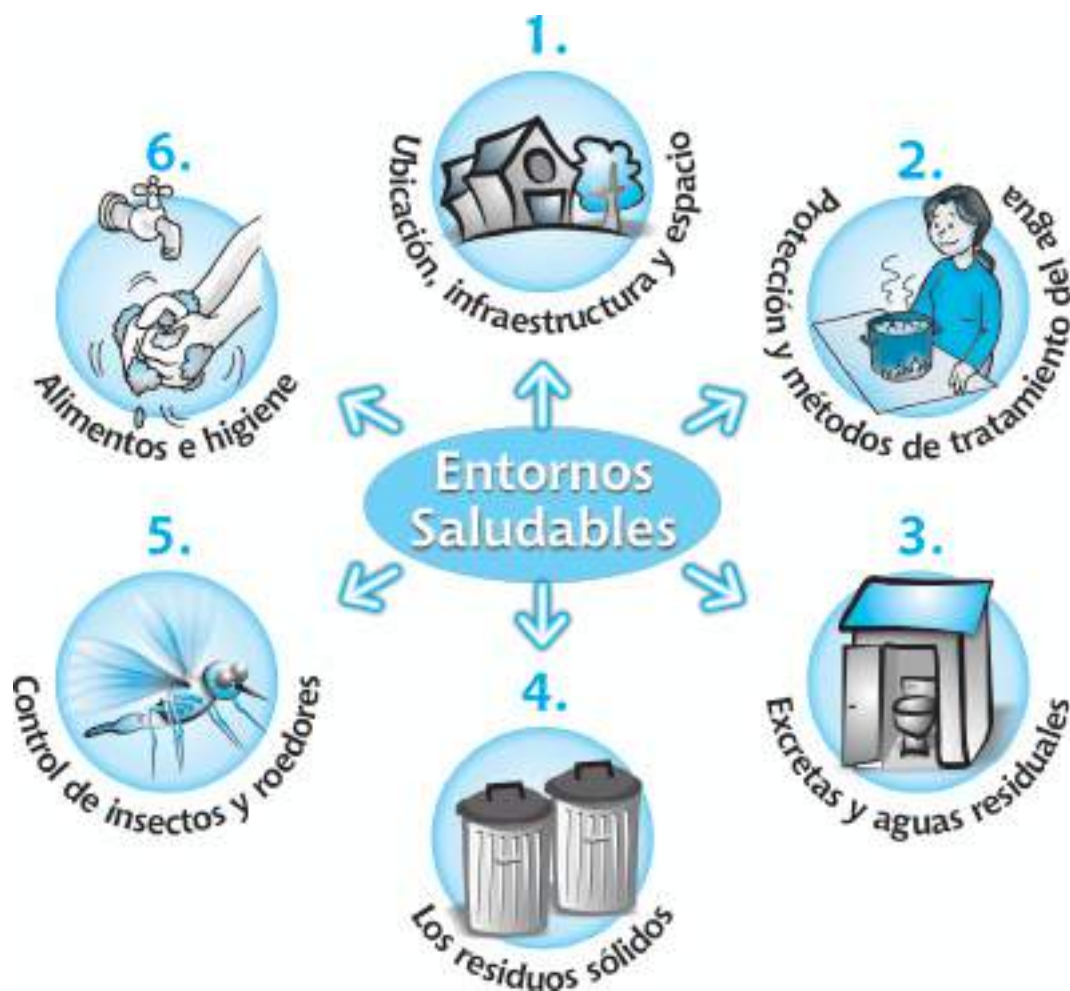 1.
Ubicación, infraestructura y espacio
2.
Protección y métodos de tratamiento del agua
3.
Excretas y aguas residuales
4.
Los residuos sólidos
5.
Control de insectos y roedores
6.
Alimentos e higiene
Entornos
Saludables